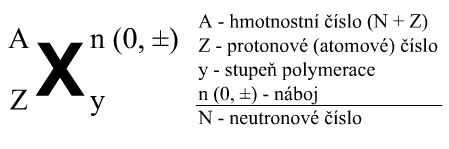 A X n (0, ±)
Z y
A - hmotnostní číslo (N + Z)
Z - protonové (atomové) číslo
y - stupeň polymerace
n (0, ±) - náboj
N - neutronové číslo